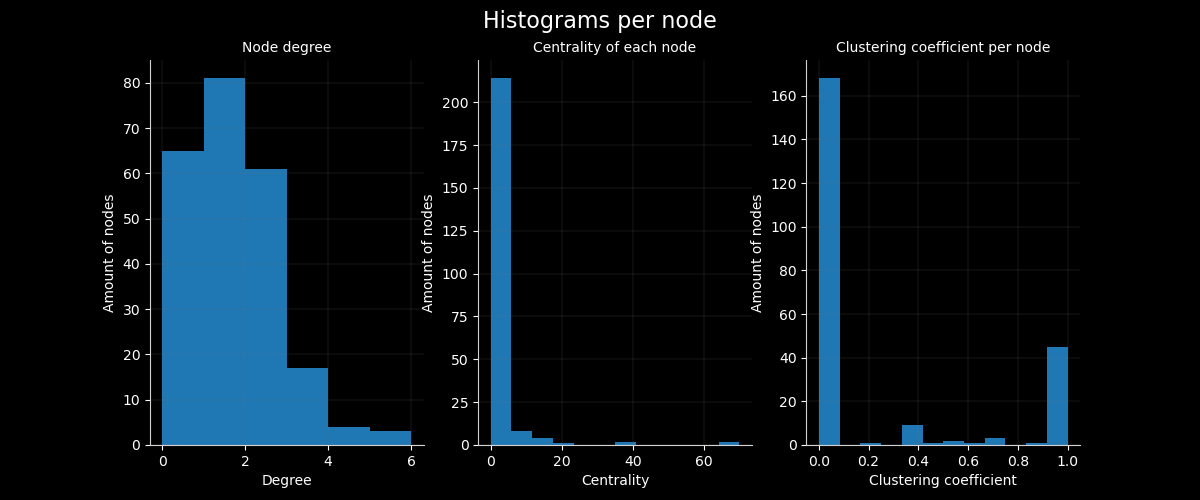 Histograms per node
Node degree
Amount of nodes
0
10
20
30
40
50
60
70
80
0 2 4 6
Degree
Centrality of each node
Amount of nodes
0
25
50
75
100
125
150
175
200
0 20 40 60
Centrality
Clustering coefficient per node
Amount of nodes
0
20
40
60
80
100
120
140
160
0.0 0.2 0.4 0.6 0.8 1.0
Clustering coefficient